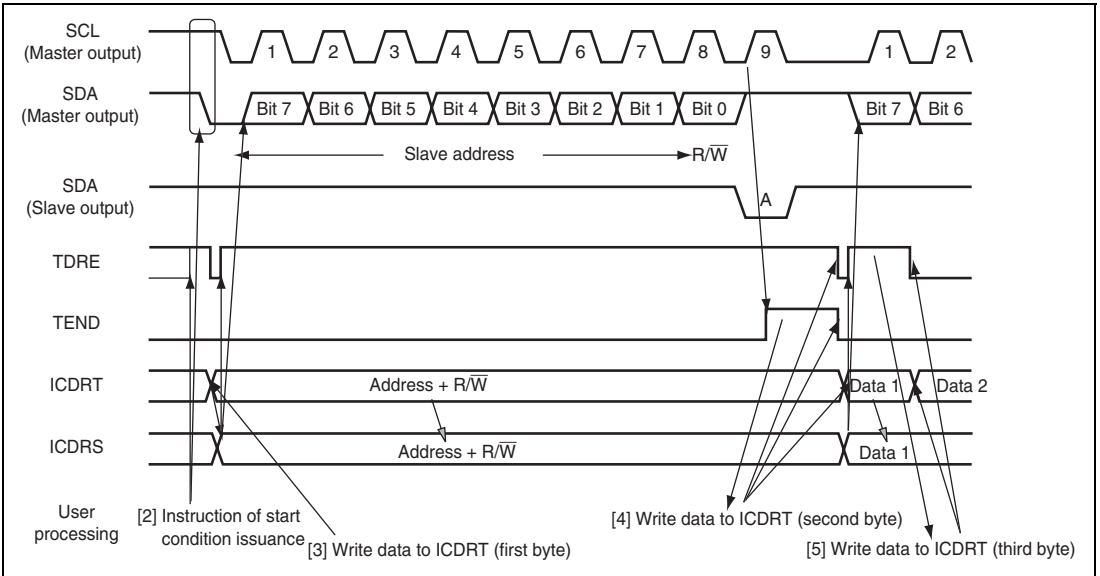 SCL
(Master output)
1 2 3 4 5 6 7 8 9 1 2
SDA
(Master output)
Bit 7 Bit 6 Bit 5 Bit 4 Bit 3 Bit 2 Bit 1 Bit 0 Bit 7 Bit 6
Slave address R/W̅
SDA
(Slave output)
A
TDRE
TEND
ICDRT
Address + R/W̅ Data 1 Data 2
ICDRS
Address + R/W̅ Data 1
User
processing
[2] Instruction of start
condition issuance
[3] Write data to ICDRT (first byte)
[4] Write data to ICDRT (second byte)
[5] Write data to ICDRT (third byte)